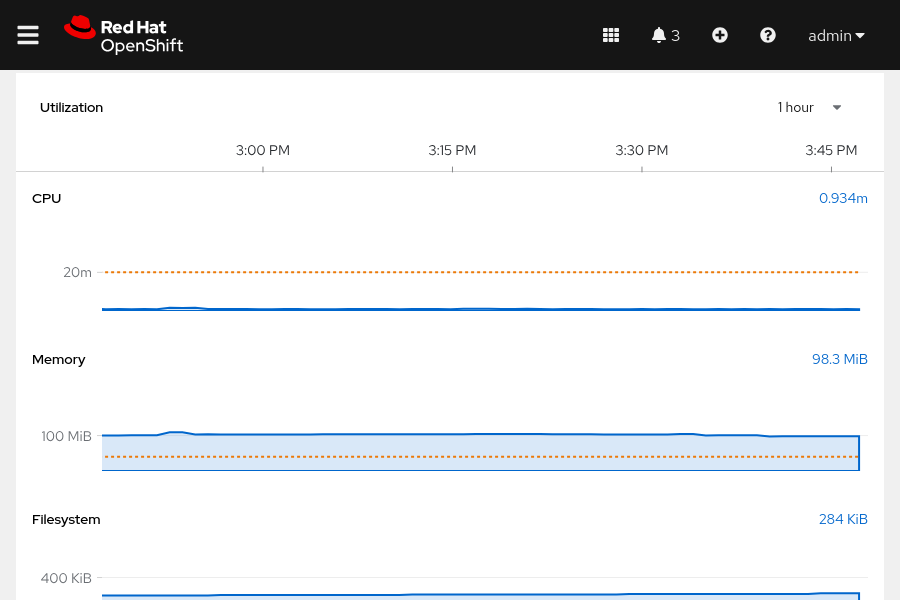 Red Hat
OpenShift
3
admin
Utilization
1 hour
3:00 PM
3:15 PM
3:30 PM
3:45 PM
CPU
0.934m
20m
Memory
98.3 MiB
100 MiB
Filesystem
284 KiB
400 KiB